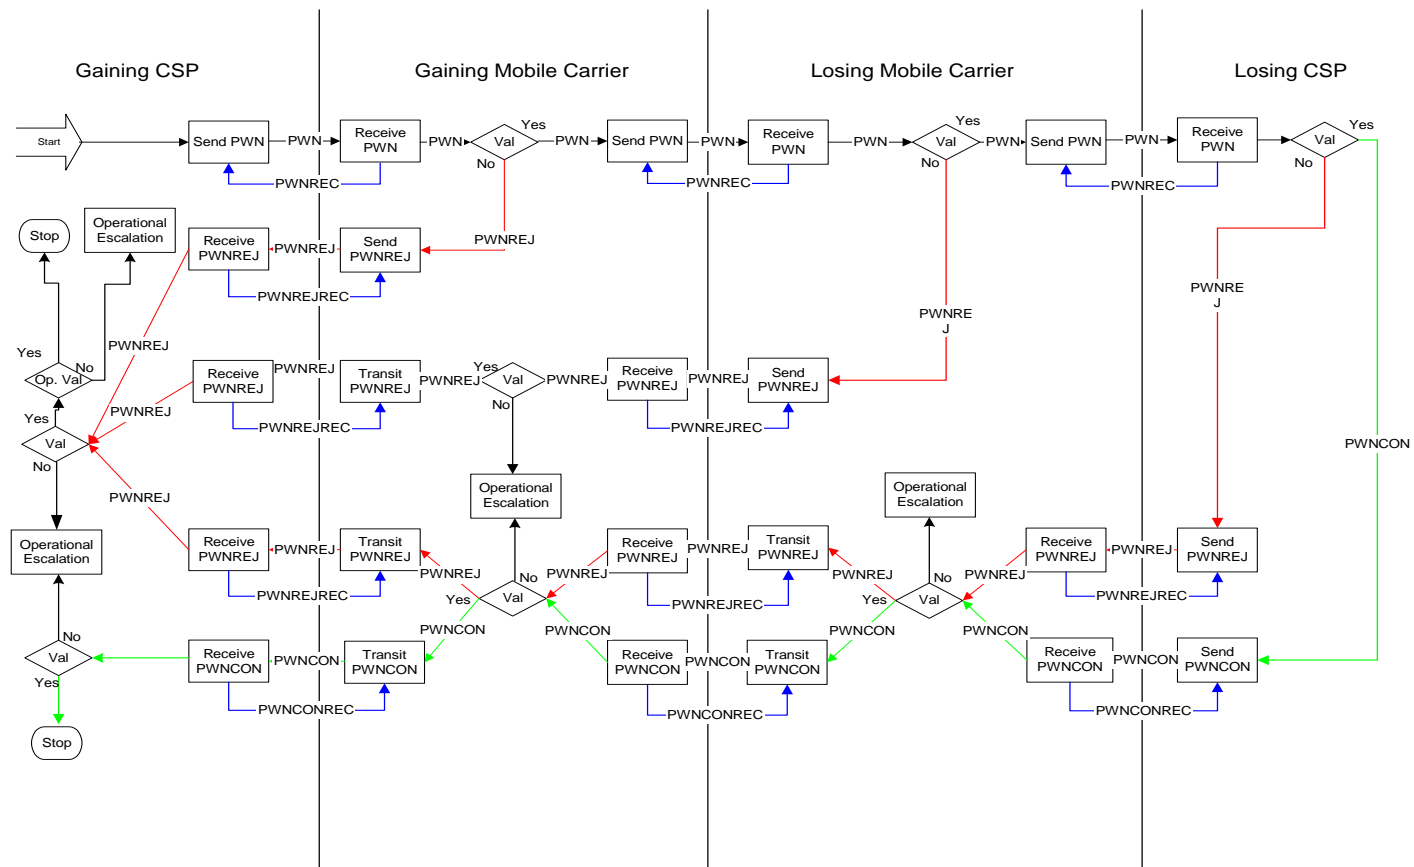 Gaining CSP
Gaining Mobile Carrier
Losing Mobile Carrier
Losing CSP
Start
Send PWN
PWN
Receive
PWN
PWN
Val
Yes
No
PWN
Send PWN
PWN
Receive
PWN
PWN
Val
Yes
No
PWN
Send PWN
PWN
Receive
PWN
Val
Yes
No
PWNREC
PWNREC
PWNREC
Stop
Operational
Escalation
Receive
PWNREJ
PWNREJ
Send
PWNREJ
PWNREJ
PWNREJREC
PWNRE
J
PWNRE
J
PWNREJ
Yes
No
Op. Val
Receive
PWNREJ
PWNREJ
Transit
PWNREJ
PWNREJ
Yes
Val
No
PWNREJ
Receive
PWNREJ
PWNREJ
Send
PWNREJ
PWNREJ
PWNREJREC
PWNREJREC
Yes
Val
No
PWNCON
PWNREJ
Operational
Escalation
Operational
Escalation
Operational
Escalation
Receive
PWNREJ
PWNREJ
Transit
PWNREJ
PWNREJ
Receive
PWNREJ
PWNREJ
Transit
PWNREJ
PWNREJ
Receive
PWNREJ
PWNREJ
Send
PWNREJ
PWNREJ
PWNREJ
PWNREJREC
Yes
Val
No
PWNREJREC
Yes
Val
No
PWNREJREC
PWNCON
PWNCON
PWNCON
PWNCON
No
Val
Yes
Receive
PWNCON
PWNCON
Transit
PWNCON
Receive
PWNCON
PWNCON
Transit
PWNCON
Receive
PWNCON
PWNCON
Send
PWNCON
PWNCONREC
PWNCONREC
PWNCONREC
Stop